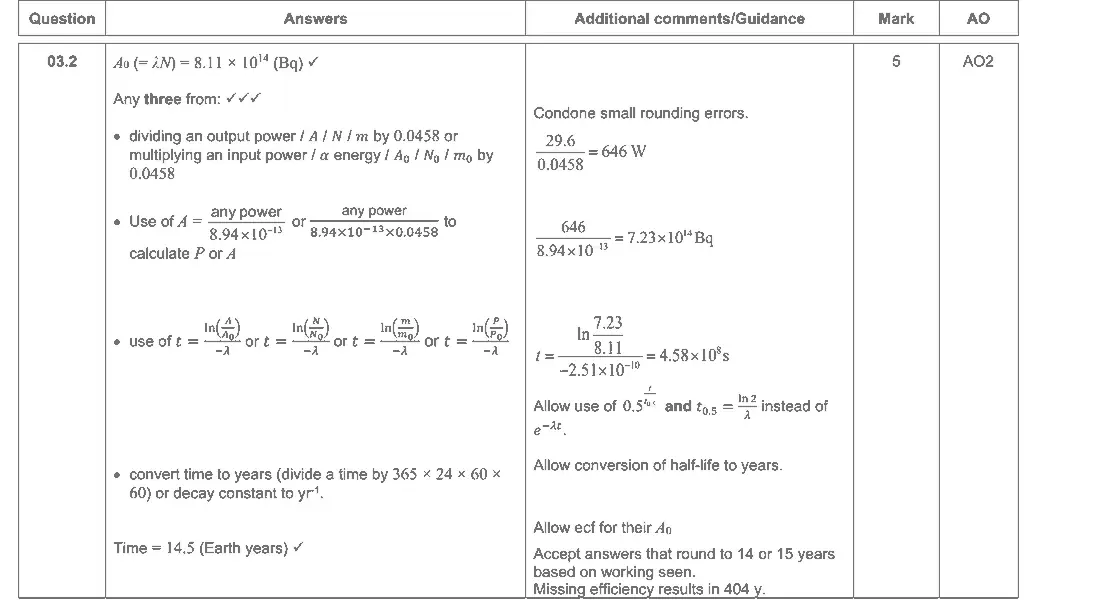 Question Answers Additional comments/Guidance Mark AO
03.2 A₀ (= λN) = 8.11 × 10¹⁴ (Bq) ✓ 5 AO2
Any three from: ✓✓✓
Condone small rounding errors.
• dividing an output power / A / N / m by 0.0458 or
multiplying an input power / α energy / A₀ / N₀ / m₀ by
0.0458
29.6/0.0458 = 646 W
• Use of A = any power/8.94×10⁻¹³ or any power/8.94×10⁻¹³×0.0458 to
calculate P or A
646/8.94×10⁻¹³ = 7.23×10¹⁴ Bq
• use of t = ln(A/A₀)/−λ or t = ln(N/N₀)/−λ or t = ln(m/m₀)/−λ or t = ln(P/P₀)/−λ
t = ln 7.23/8.11/−2.51×10⁻¹⁰ = 4.58×10⁸ s
Allow use of 0.5^(t/t₀.₅) and t₀.₅ = ln 2/λ instead of
e^−λt.
• convert time to years (divide a time by 365 × 24 × 60 ×
60) or decay constant to yr⁻¹.
Allow conversion of half-life to years.
Allow ecf for their A₀
Time = 14.5 (Earth years) ✓
Accept answers that round to 14 or 15 years
based on working seen.
Missing efficiency results in 404 y.